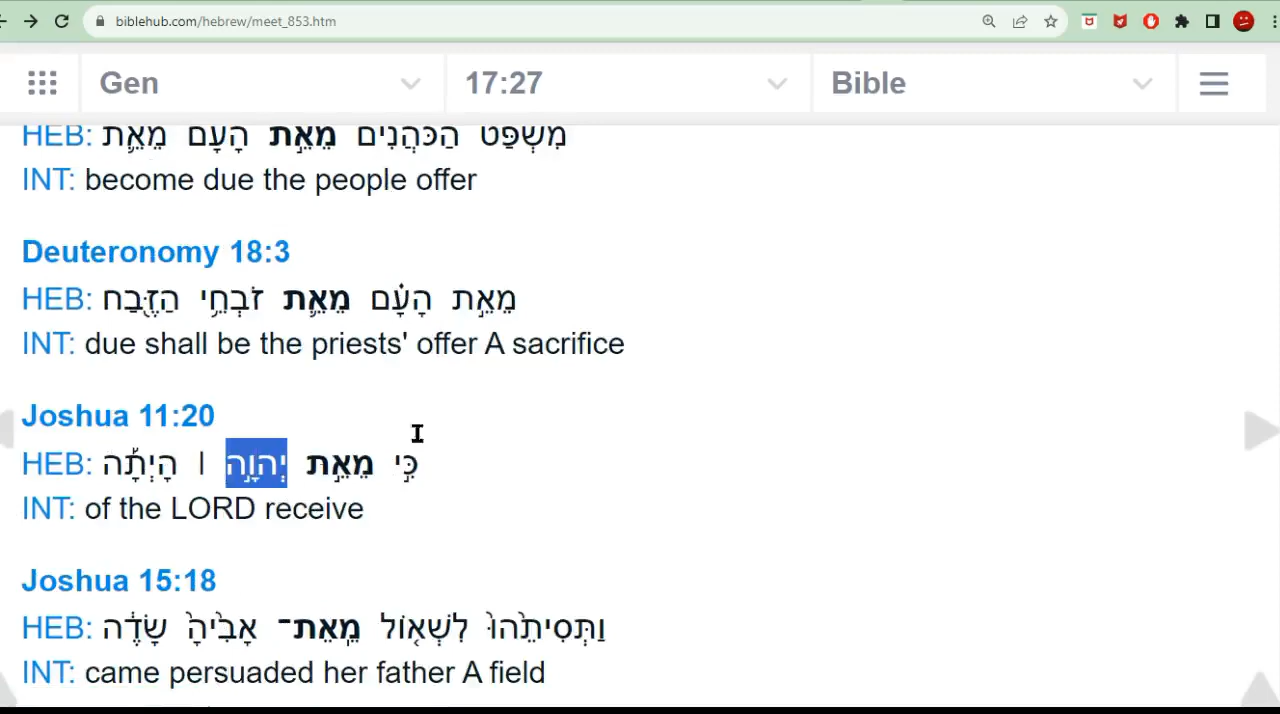 biblehub.com/hebrew/meet_853.htm
Gen 17:27 Bible
HEB: מִשְׁפַּט הַכֹּהֲנִים מֵאֵ֣ת הָעָ֗ם מֵאֵ֛ת
INT: become due the people offer
Deuteronomy 18:3
HEB: מֵאֵ֣ת הָעָ֗ם מֵאֵ֛ת זֹבְחֵ֥י הַזֶּ֖בַח
INT: due shall be the priests' offer A sacrifice
Joshua 11:20
HEB: כִּ֣י מֵאֵ֣ת יְהוָ֣ה ׀ הָיְתָ֡ה
INT: of the LORD receive
Joshua 15:18
HEB: וַתְּסִיתֵ֙הוּ֙ לִשְׁא֤וֹל מֵֽאֵת־ אָבִ֙יהָ֙ שָׂדֶ֔ה
INT: came persuaded her father A field